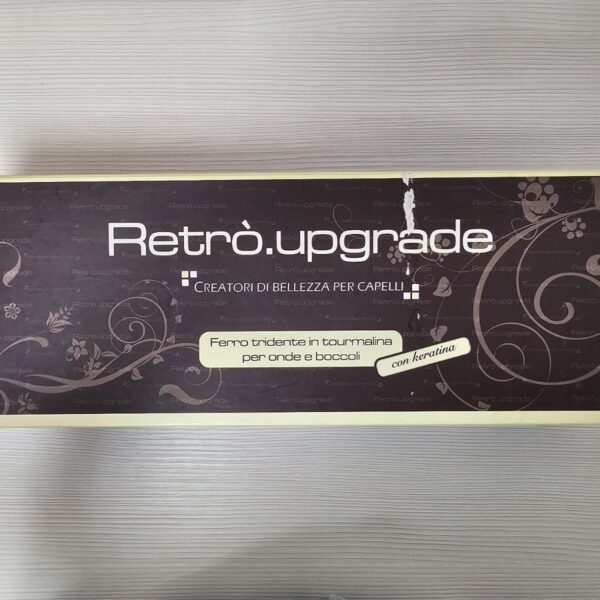 Retrò.upgrade
CREATORI DI BELLEZZA PER CAPELLI
Ferro tridente in tourmalina
per onde e boccoli
con keratina